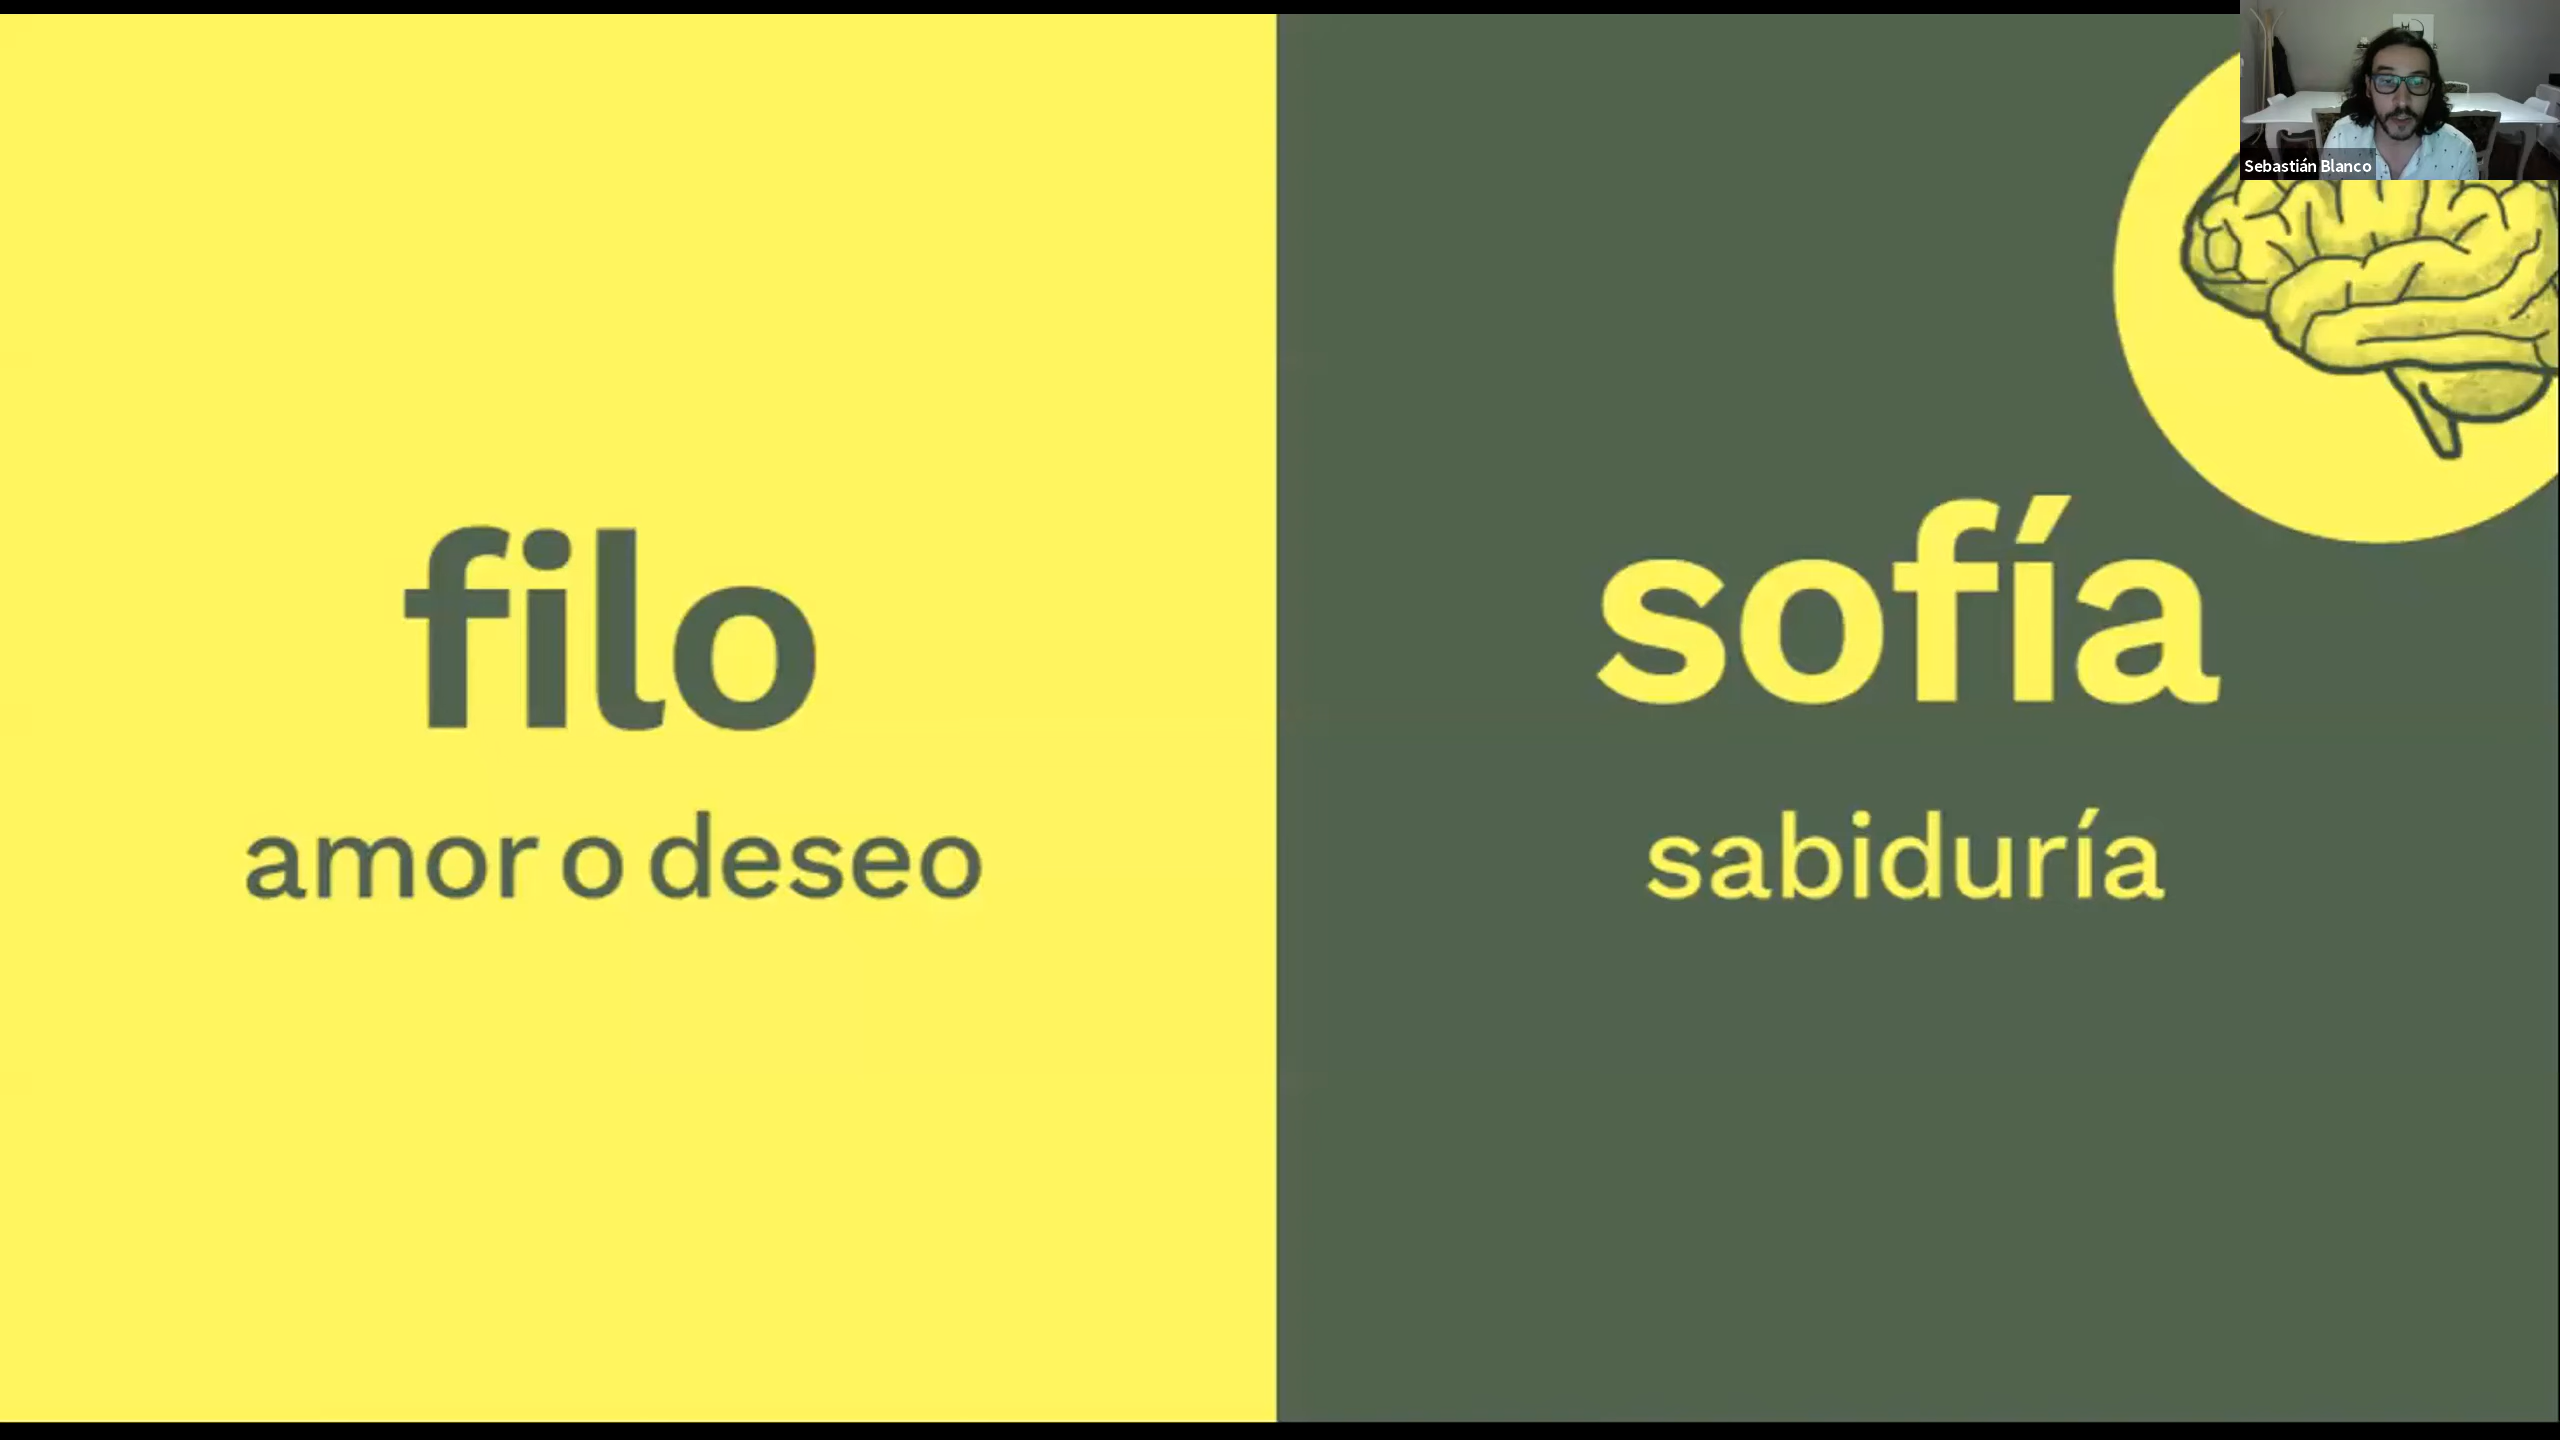 filo
amor o deseo
sofía
sabiduría
Sebastián Blanco